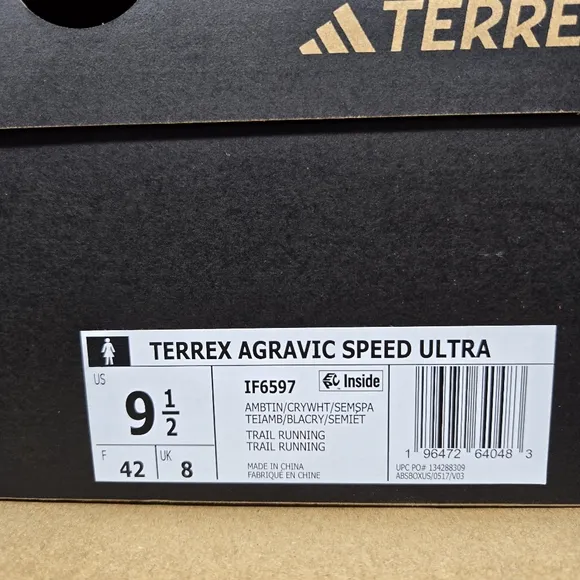 TERRE
TERREX AGRAVIC SPEED ULTRA
US
9 1/2
F 42
UK 8
IF6597
Inside
AMBTIN/CRYWHT/SEMSPA
TEIAMB/BLACRY/SEMIET
TRAIL RUNNING
TRAIL RUNNING
MADE IN CHINA
FABRIQUÉ EN CHINE
1 96472 64048 3
UPC PO# 134288309
ABSBOXUS/0517/V03